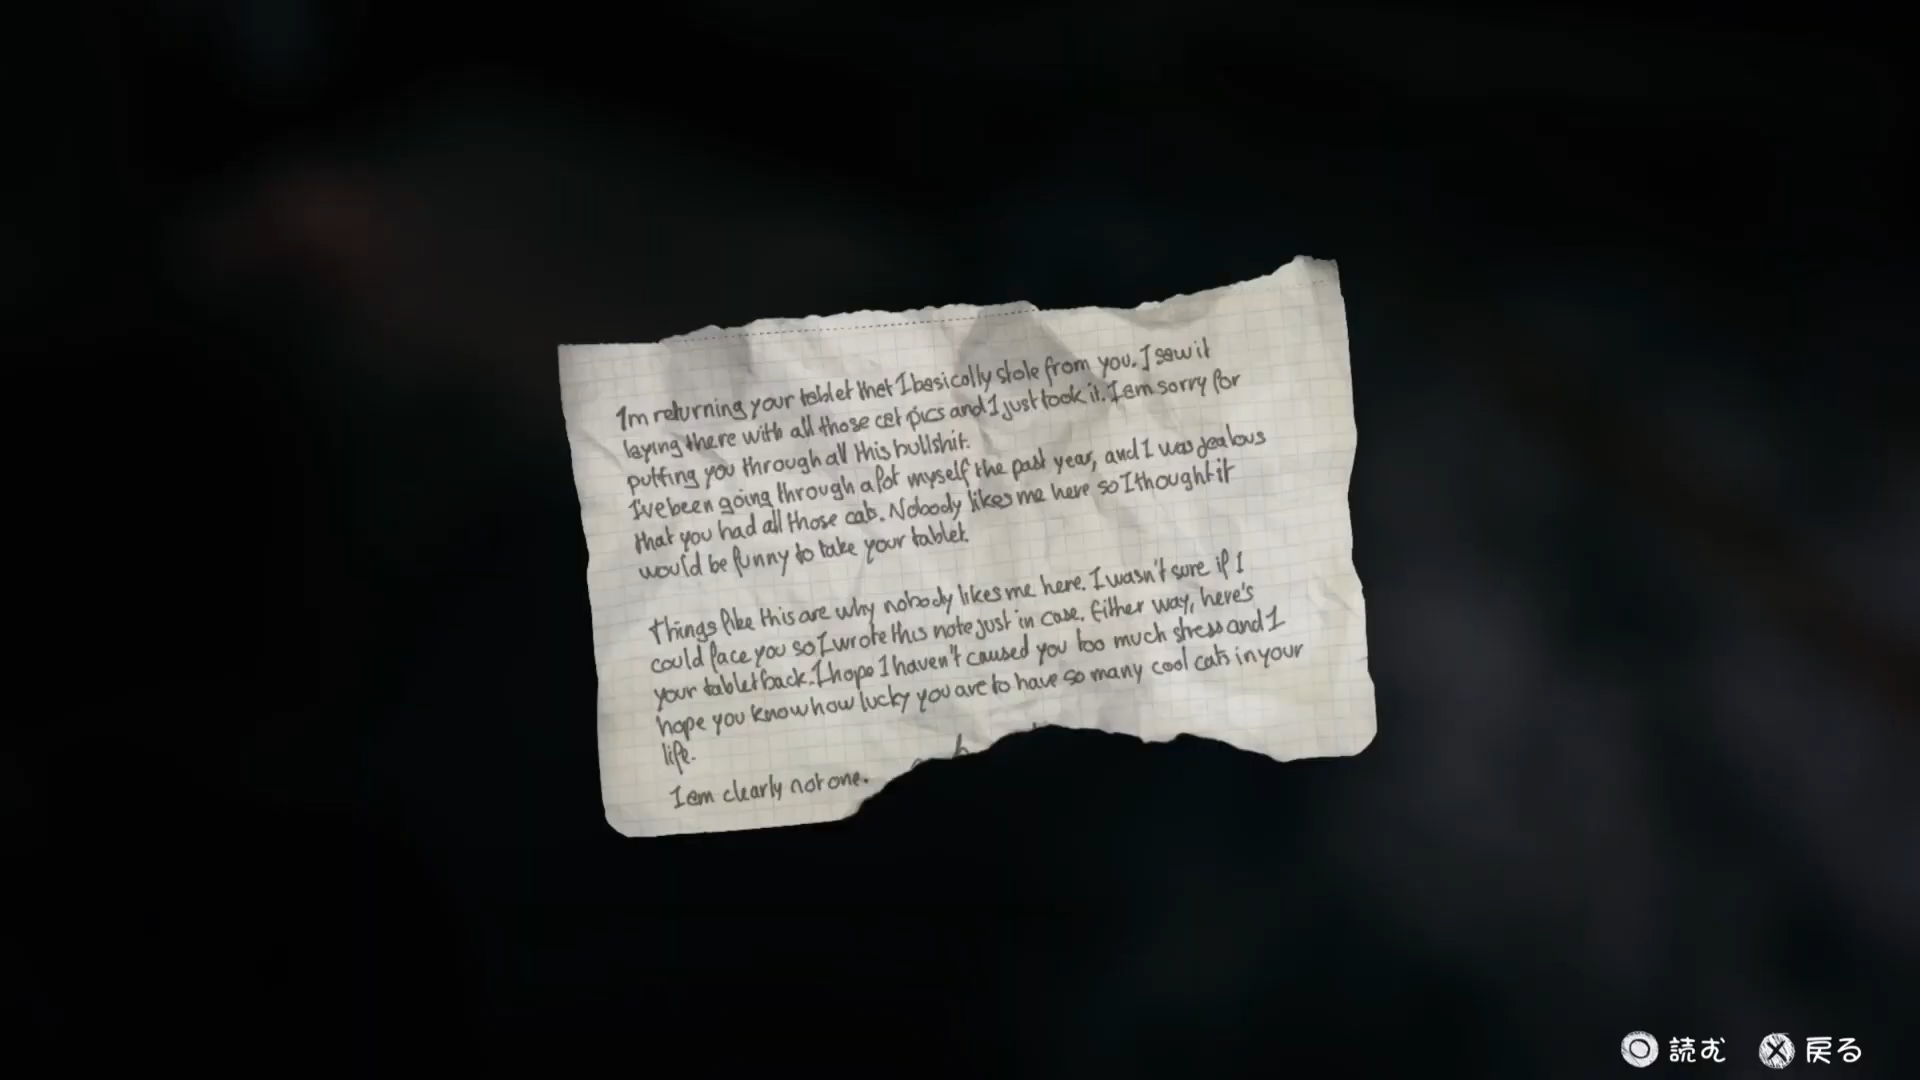 Im returning your tablet that I basically stole from you. I saw it
laying there with all those cat pics and I just took it. I am sorry for
putting you through all this bullshit.
I've been going through a lot myself the past year, and I was jealous
that you had all those cats. Nobody likes me here so I thought it
would be funny to take your tablet.
Things like this are why nobody likes me here. I wasn't sure if I
could face you so I wrote this note just in case. Either way, here's
your tablet back. I hope I haven't caused you too much stress and I
hope you know how lucky you are to have so many cool cats in your
life.
I am clearly not one.
読む 戻る